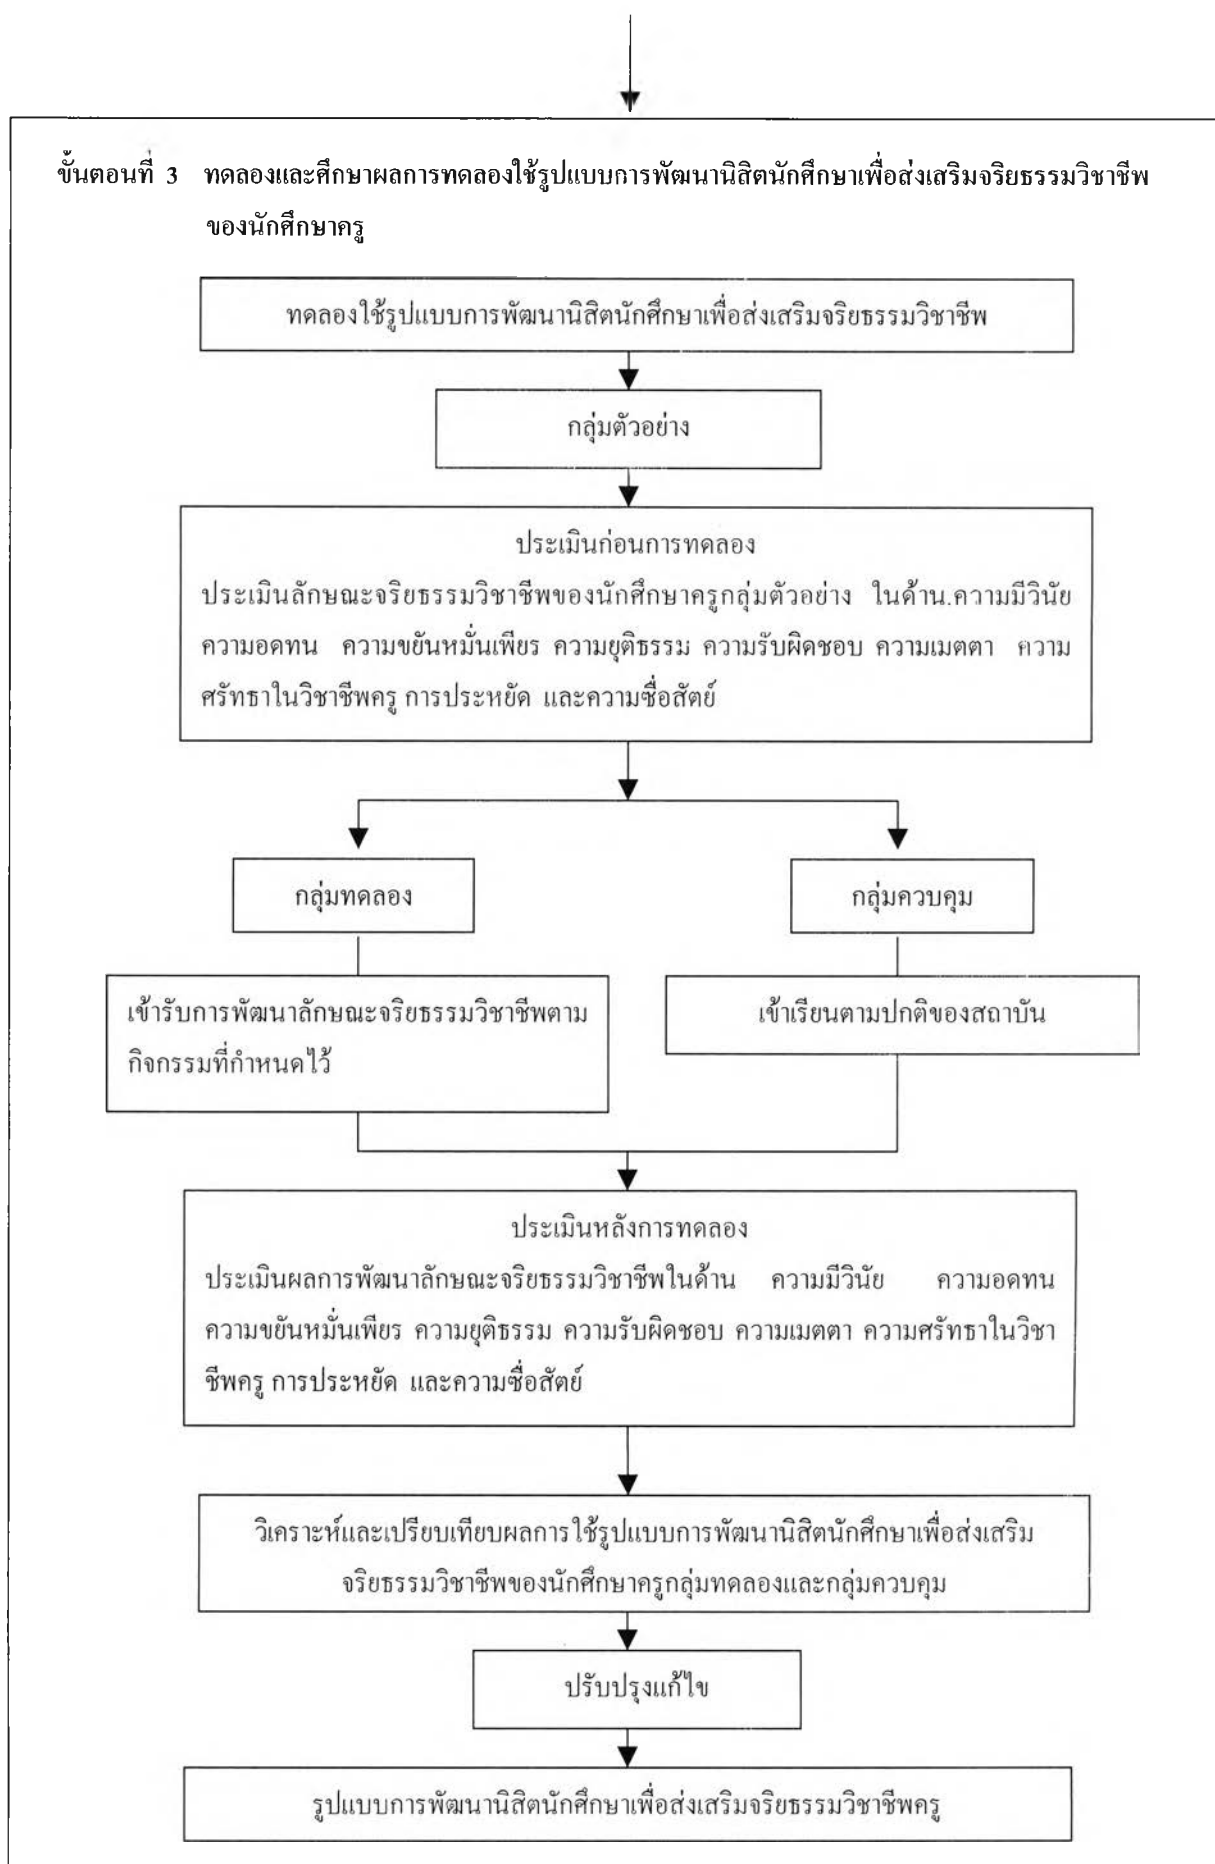 ขั้นตอนที่ 3 ทดลองและศึกษาผลการทดลองใช้รูปแบบการพัฒนานิสิตนักศึกษาเพื่อส่งเสริมจริยธรรมวิชาชีพ
ของนักศึกษาครู
ทดลองใช้รูปแบบการพัฒนานิสิตนักศึกษาเพื่อส่งเสริมจริยธรรมวิชาชีพ
กลุ่มตัวอย่าง
ประเมินก่อนการทดลอง
ประเมินลักษณะจริยธรรมวิชาชีพของนักศึกษาครูกลุ่มตัวอย่าง ในด้าน.ความมีวินัย
ความอดทน ความขยันหมั่นเพียร ความยุติธรรม ความรับผิดชอบ ความเมตตา ความ
ศรัทธาในวิชาชีพครู การประหยัด และความซื่อสัตย์
กลุ่มทดลอง
กลุ่มควบคุม
เข้ารับการพัฒนาลักษณะจริยธรรมวิชาชีพตาม
กิจกรรมที่กำหนดไว้
เข้าเรียนตามปกติของสถาบัน
ประเมินหลังการทดลอง
ประเมินผลการพัฒนาลักษณะจริยธรรมวิชาชีพในด้าน ความมีวินัย ความอดทน
ความขยันหมั่นเพียร ความยุติธรรม ความรับผิดชอบ ความเมตตา ความศรัทธาในวิชา
ชีพครู การประหยัด และความซื่อสัตย์
วิเคราะห์และเปรียบเทียบผลการใช้รูปแบบการพัฒนานิสิตนักศึกษาเพื่อส่งเสริม
จริยธรรมวิชาชีพของนักศึกษาครูกลุ่มทดลองและกลุ่มควบคุม
ปรับปรุงแก้ไข
รูปแบบการพัฒนานิสิตนักศึกษาเพื่อส่งเสริมจริยธรรมวิชาชีพครู